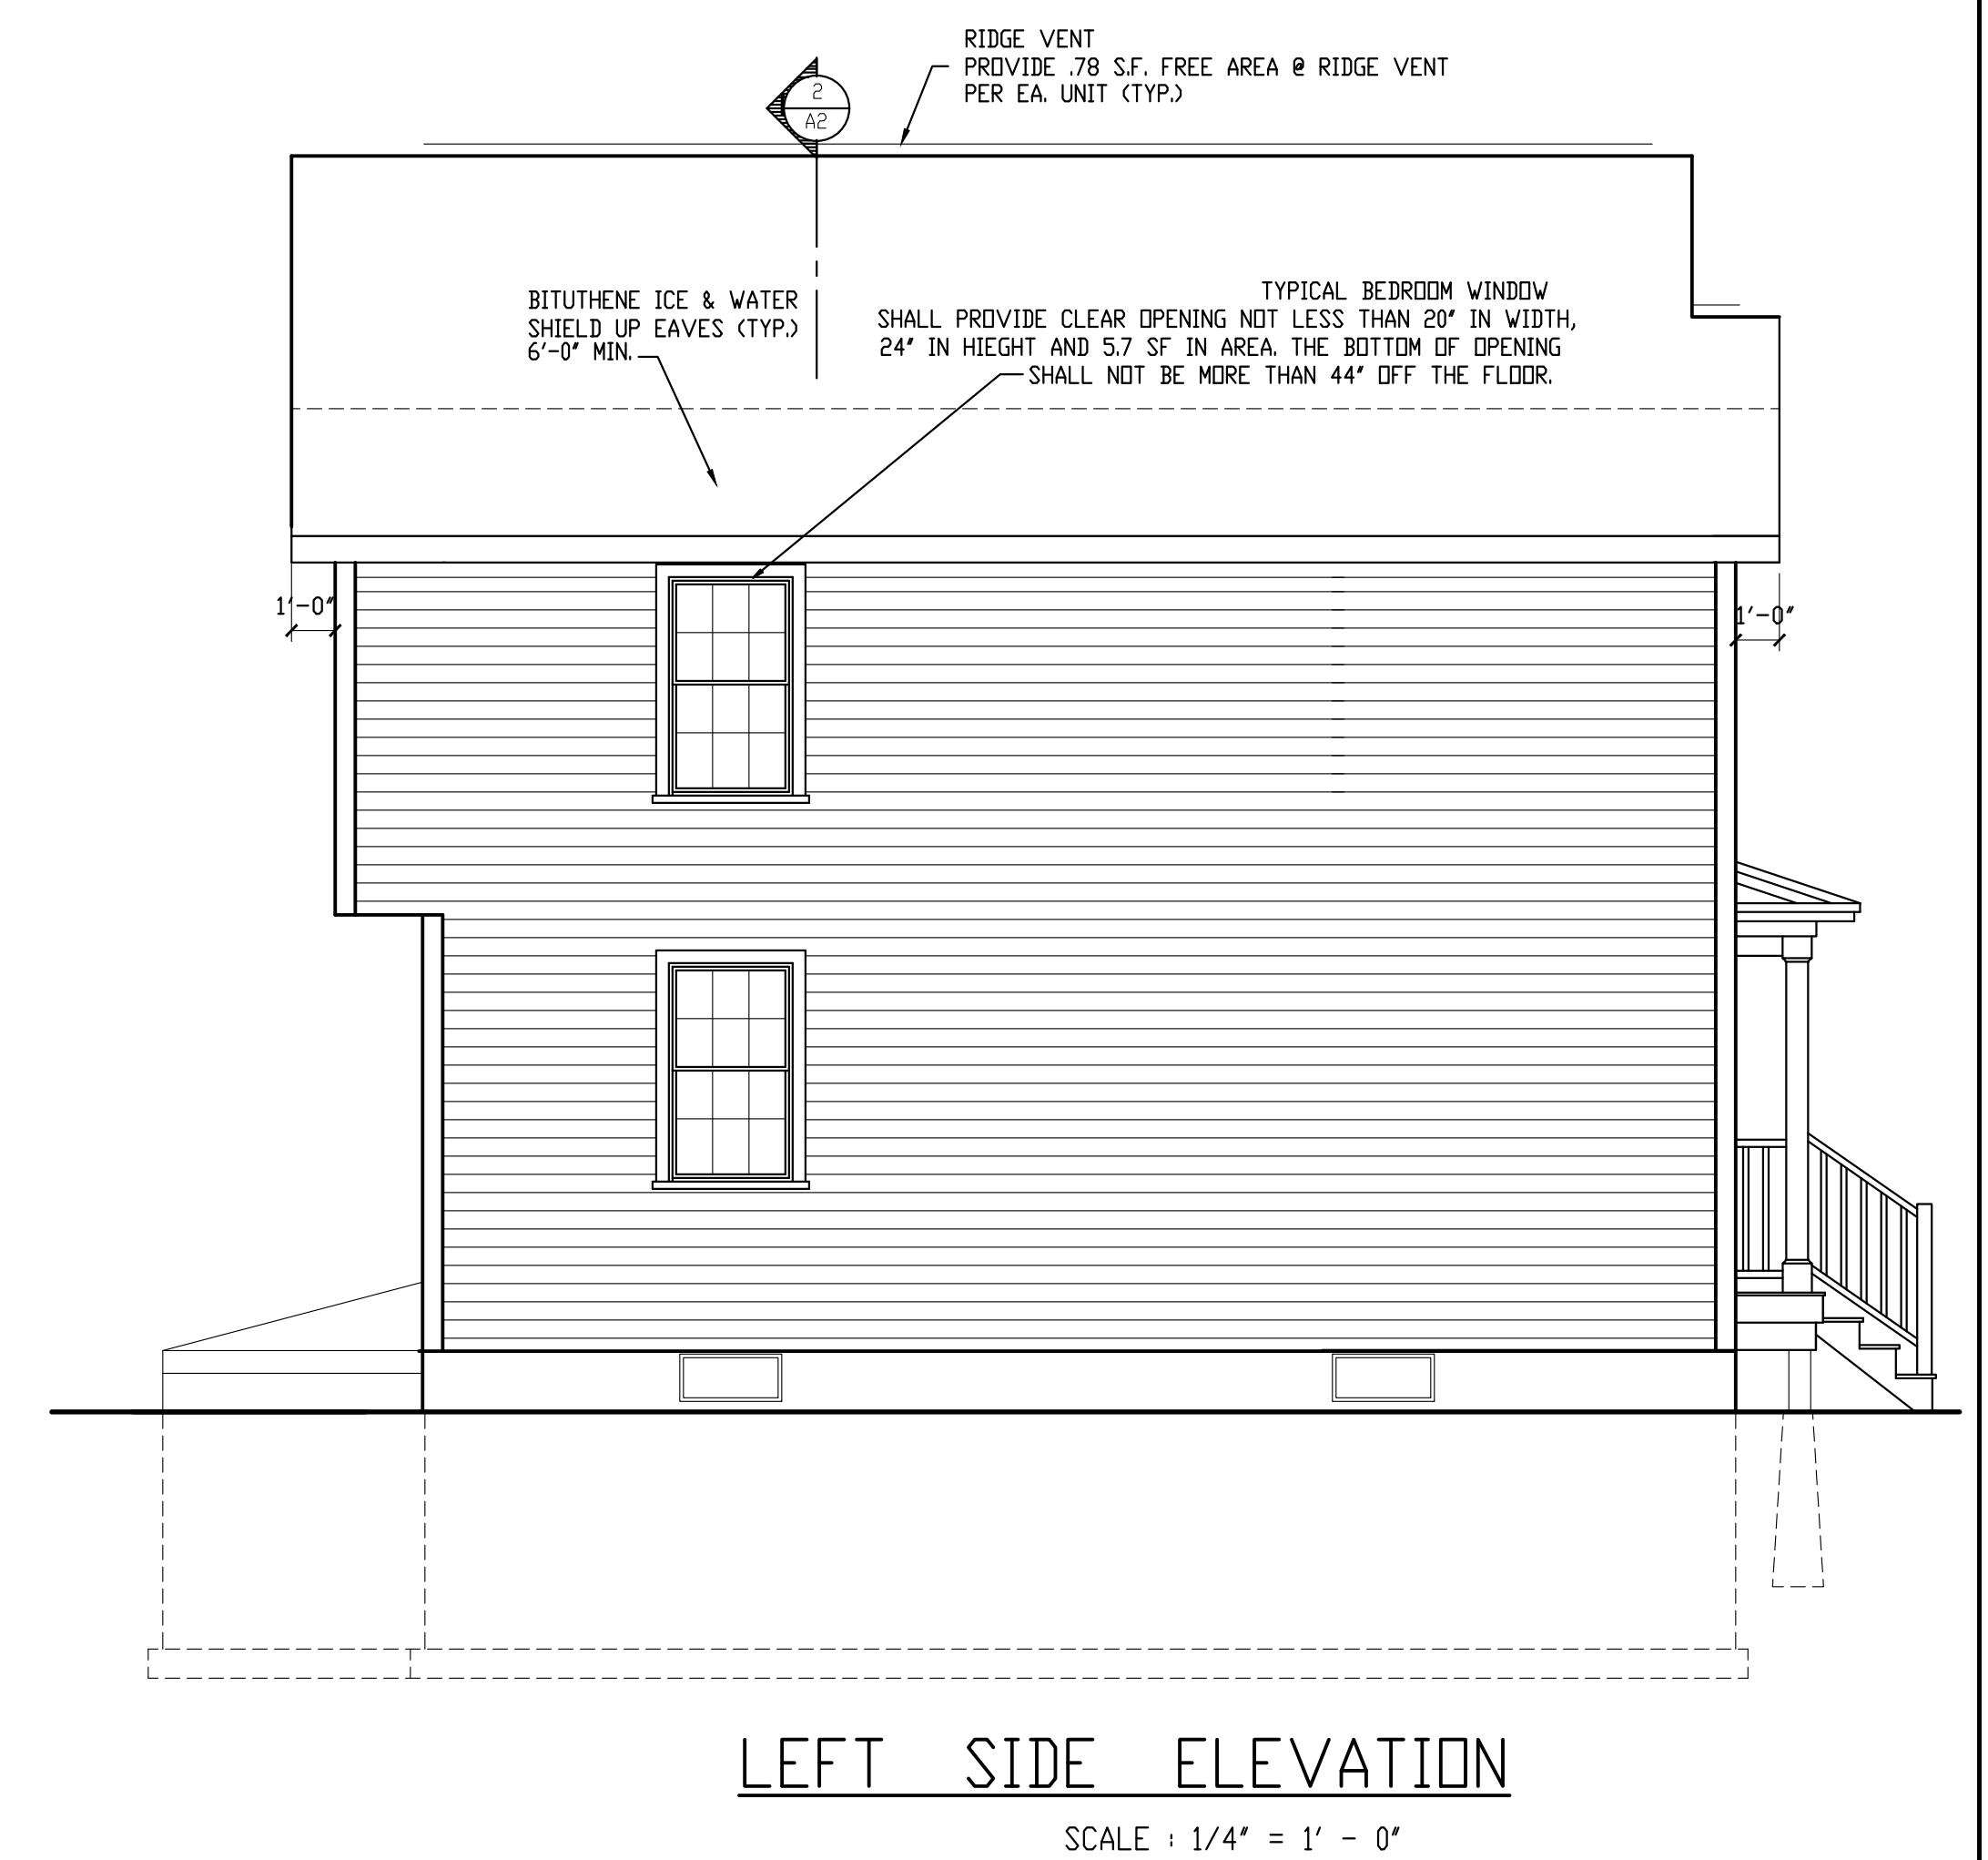 RIDGE VENT
PROVIDE .78 S.F. FREE AREA @ RIDGE VENT
PER EA. UNIT (TYP.)
2
A2
BITUTHENE ICE & WATER
SHIELD UP EAVES (TYP.)
6'-0" MIN.
TYPICAL BEDROOM WINDOW
SHALL PROVIDE CLEAR OPENING NOT LESS THAN 20" IN WIDTH,
24" IN HIEGHT AND 5.7 SF IN AREA. THE BOTTOM OF OPENING
SHALL NOT BE MORE THAN 44" OFF THE FLOOR.
1'-0"
1'-0"
LEFT SIDE ELEVATION
SCALE : 1/4" = 1' - 0"